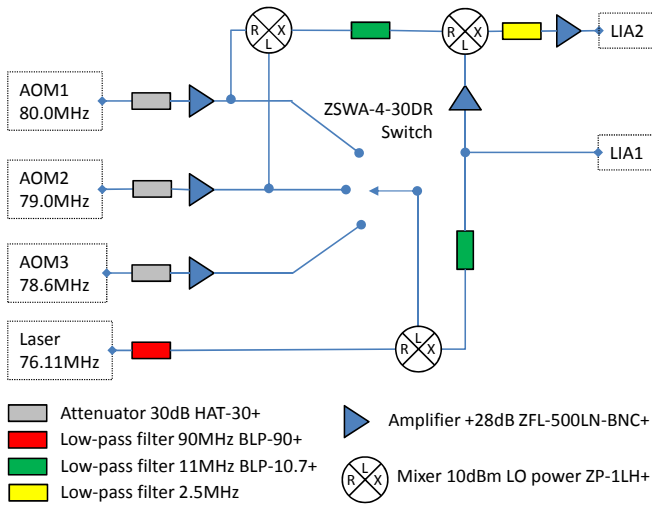 R
L
X
R
L
X
LIA2
AOM1
80.0MHz
ZSWA-4-30DR
Switch
LIA1
AOM2
79.0MHz
AOM3
78.6MHz
Laser
76.11MHz
L
R
X
Attenuator 30dB HAT-30+
Low-pass filter 90MHz BLP-90+
Low-pass filter 11MHz BLP-10.7+
Low-pass filter 2.5MHz
Amplifier +28dB ZFL-500LN-BNC+
L
R
X
Mixer 10dBm LO power ZP-1LH+